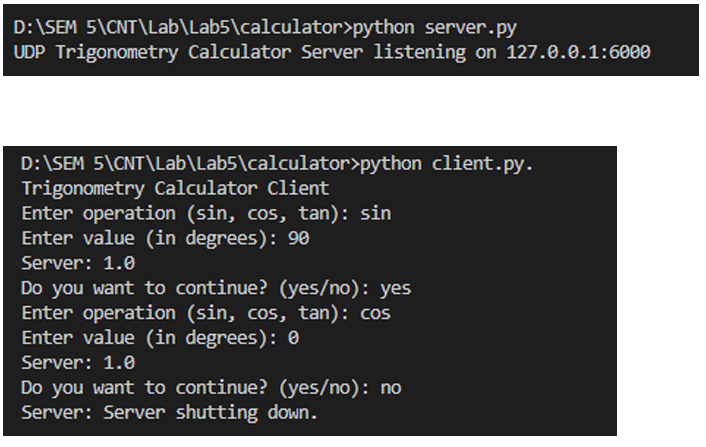 D:\SEM 5\CNT\Lab\Lab5\calculator>python server.py
UDP Trigonometry Calculator Server listening on 127.0.0.1:6000
D:\SEM 5\CNT\Lab\Lab5\calculator>python client.py.
Trigonometry Calculator Client
Enter operation (sin, cos, tan): sin
Enter value (in degrees): 90
Server: 1.0
Do you want to continue? (yes/no): yes
Enter operation (sin, cos, tan): cos
Enter value (in degrees): 0
Server: 1.0
Do you want to continue? (yes/no): no
Server: Server shutting down.